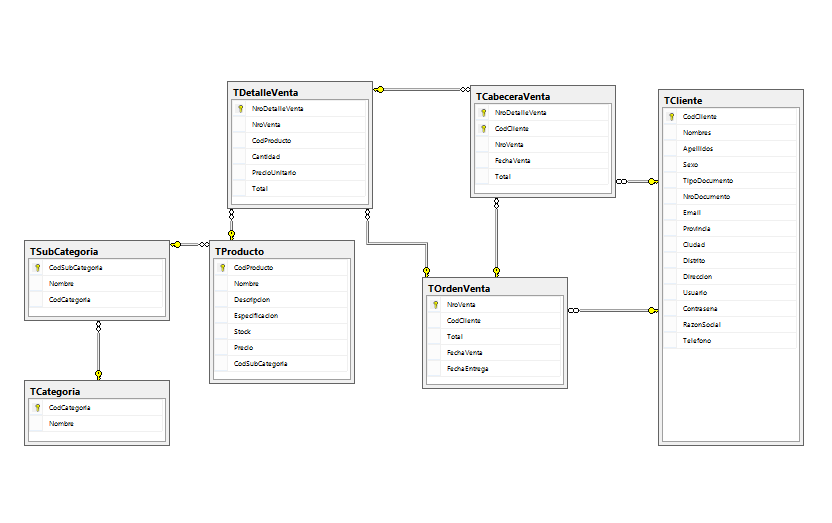 TDetalleVenta
NroDetalleVenta
NroVenta
CodProducto
Cantidad
PrecioUnitario
Total
TCabeceraVenta
NroDetalleVenta
CodCliente
NroVenta
FechaVenta
Total
TCliente
CodCliente
Nombres
Apellidos
Sexo
TipoDocumento
NroDocumento
Email
Provincia
Ciudad
Distrito
Direccion
Usuario
Contrasena
RazonSocial
Telefono
TSubCategoria
CodSubCategoria
Nombre
CodCategoria
TProducto
CodProducto
Nombre
Descripcion
Especificacion
Stock
Precio
CodSubCategoria
TOrdenVenta
NroVenta
CodCliente
Total
FechaVenta
FechaEntrega
TCategoria
CodCategoria
Nombre